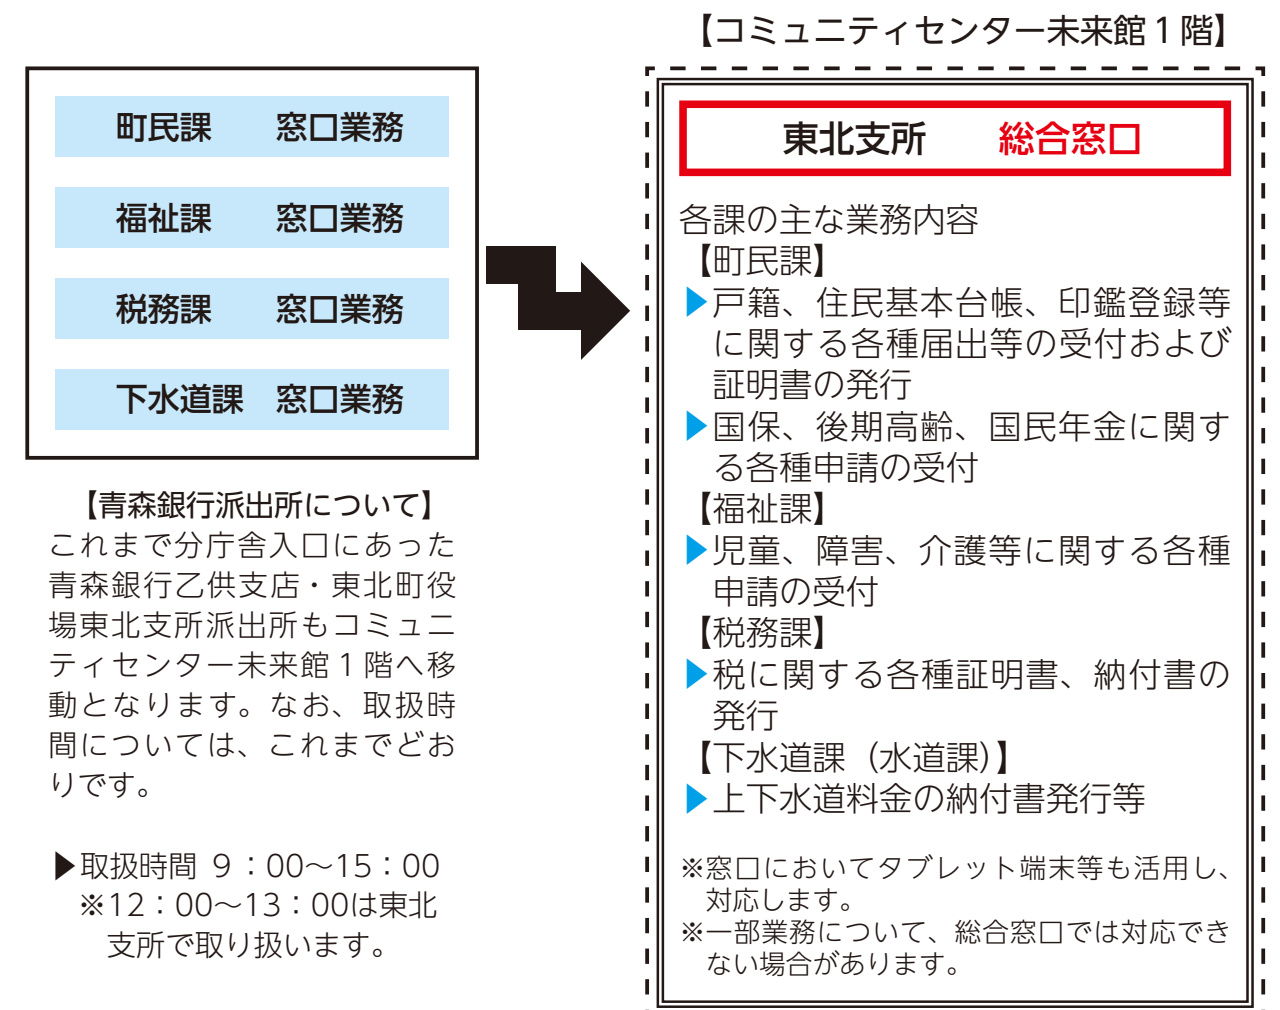 町民課　　窓口業務
福祉課　　窓口業務
税務課　　窓口業務
下水道課　窓口業務
【青森銀行派出所について】
これまで分庁舎入口にあった
青森銀行乙供支店・東北町役
場東北支所派出所もコミュニ
ティセンター未来館１階へ移
動となります。なお、取扱時
間については、これまでどお
りです。
▶取扱時間 ９：00～15：00
※12：00～13：00は東北
支所で取り扱います。
【コミュニティセンター未来館１階】
東北支所　　総合窓口
各課の主な業務内容
【町民課】
▶戸籍、住民基本台帳、印鑑登録等
に関する各種届出等の受付および
証明書の発行
▶国保、後期高齢、国民年金に関す
る各種申請の受付
【福祉課】
▶児童、障害、介護等に関する各種
申請の受付
【税務課】
▶税に関する各種証明書、納付書の
発行
【下水道課（水道課）】
▶上下水道料金の納付書発行等
※窓口においてタブレット端末等も活用し、
対応します。
※一部業務について、総合窓口では対応でき
ない場合があります。